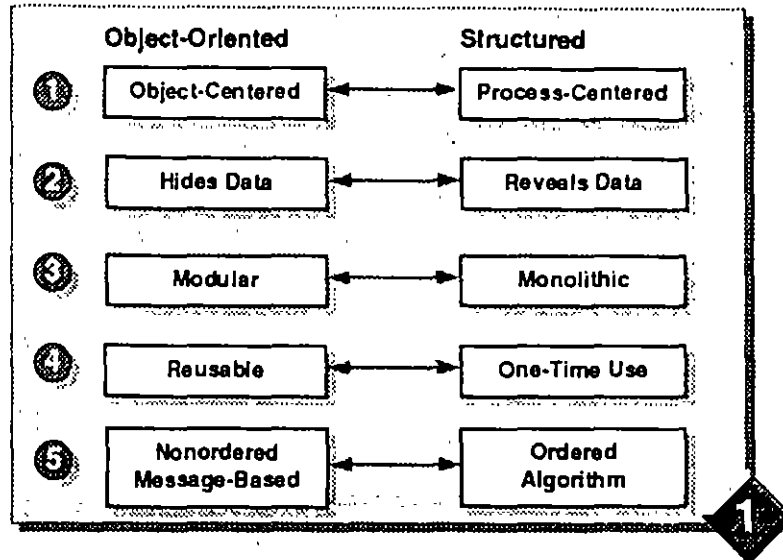 Object-Oriented Structured
1 Object-Centered Process-Centered
2 Hides Data Reveals Data
3 Modular Monolithic
4 Reusable One-Time Use
5 Nonordered Ordered
Message-Based Algorithm
1